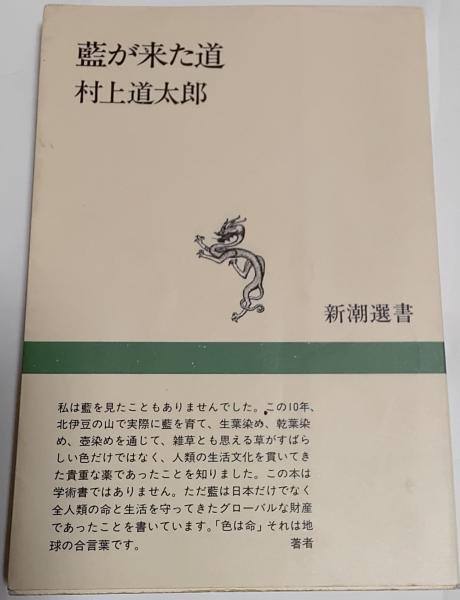 藍が来た道
村上道太郎
新潮選書
私は藍を見たこともありませんでした。この10年、
北伊豆の山で実際に藍を育て、生葉染め、乾葉染
め、壺染めを通じて、雑草とも思える草がすばら
しい色だけではなく、人類の生活文化を貫いてき
た貴重な薬であったことを知りました。この本は
学術書ではありません。ただ藍は日本だけでなく
全人類の命と生活を守ってきたグローバルな財産
であったことを書いています。「色は命」それは地
球の合言葉です。 著者